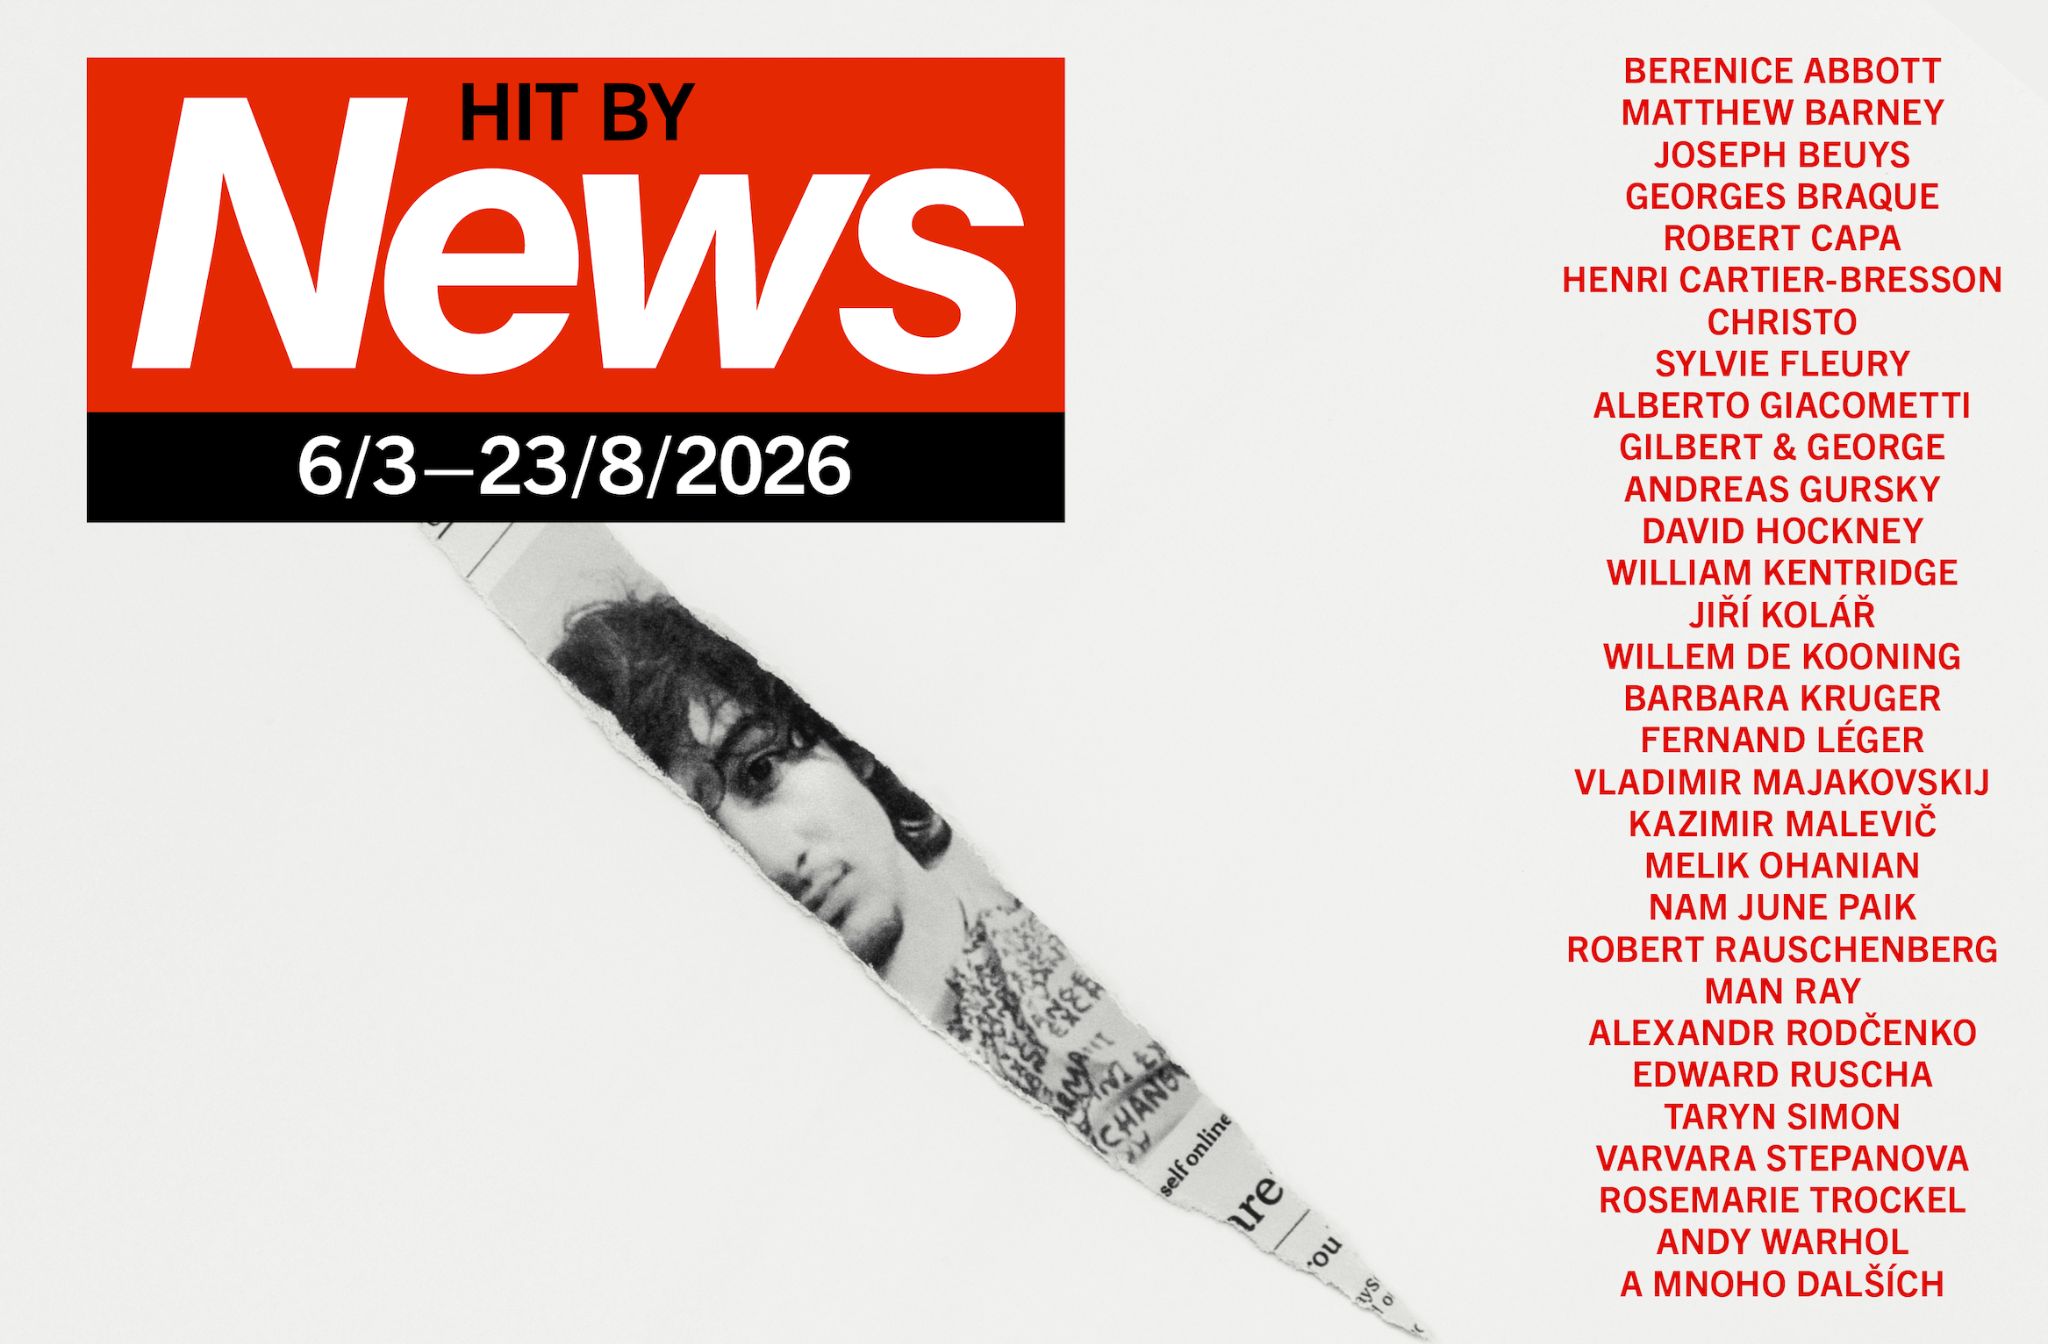 HIT BY
News
6/3—23/8/2026
BERENICE ABBOTT
MATTHEW BARNEY
JOSEPH BEUYS
GEORGES BRAQUE
ROBERT CAPA
HENRI CARTIER-BRESSON
CHRISTO
SYLVIE FLEURY
ALBERTO GIACOMETTI
GILBERT & GEORGE
ANDREAS GURSKY
DAVID HOCKNEY
WILLIAM KENTRIDGE
JIŘÍ KOLÁŘ
WILLEM DE KOONING
BARBARA KRUGER
FERNAND LÉGER
VLADIMIR MAJAKOVSKIJ
KAZIMIR MALEVIČ
MELIK OHANIAN
NAM JUNE PAIK
ROBERT RAUSCHENBERG
MAN RAY
ALEXANDR RODČENKO
EDWARD RUSCHA
TARYN SIMON
VARVARA STEPANOVA
ROSEMARIE TROCKEL
ANDY WARHOL
A MNOHO DALŠÍCH
self online
are